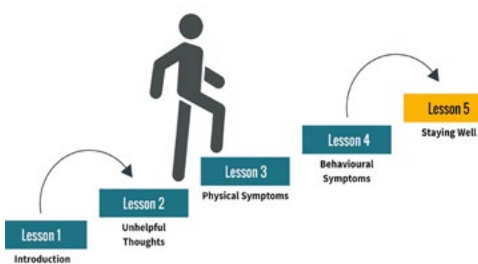 Lesson 1
Introduction
Lesson 2
Unhelpful
Thoughts
Lesson 3
Physical Symptoms
Lesson 4
Behavioural
Symptoms
Lesson 5
Staying Well